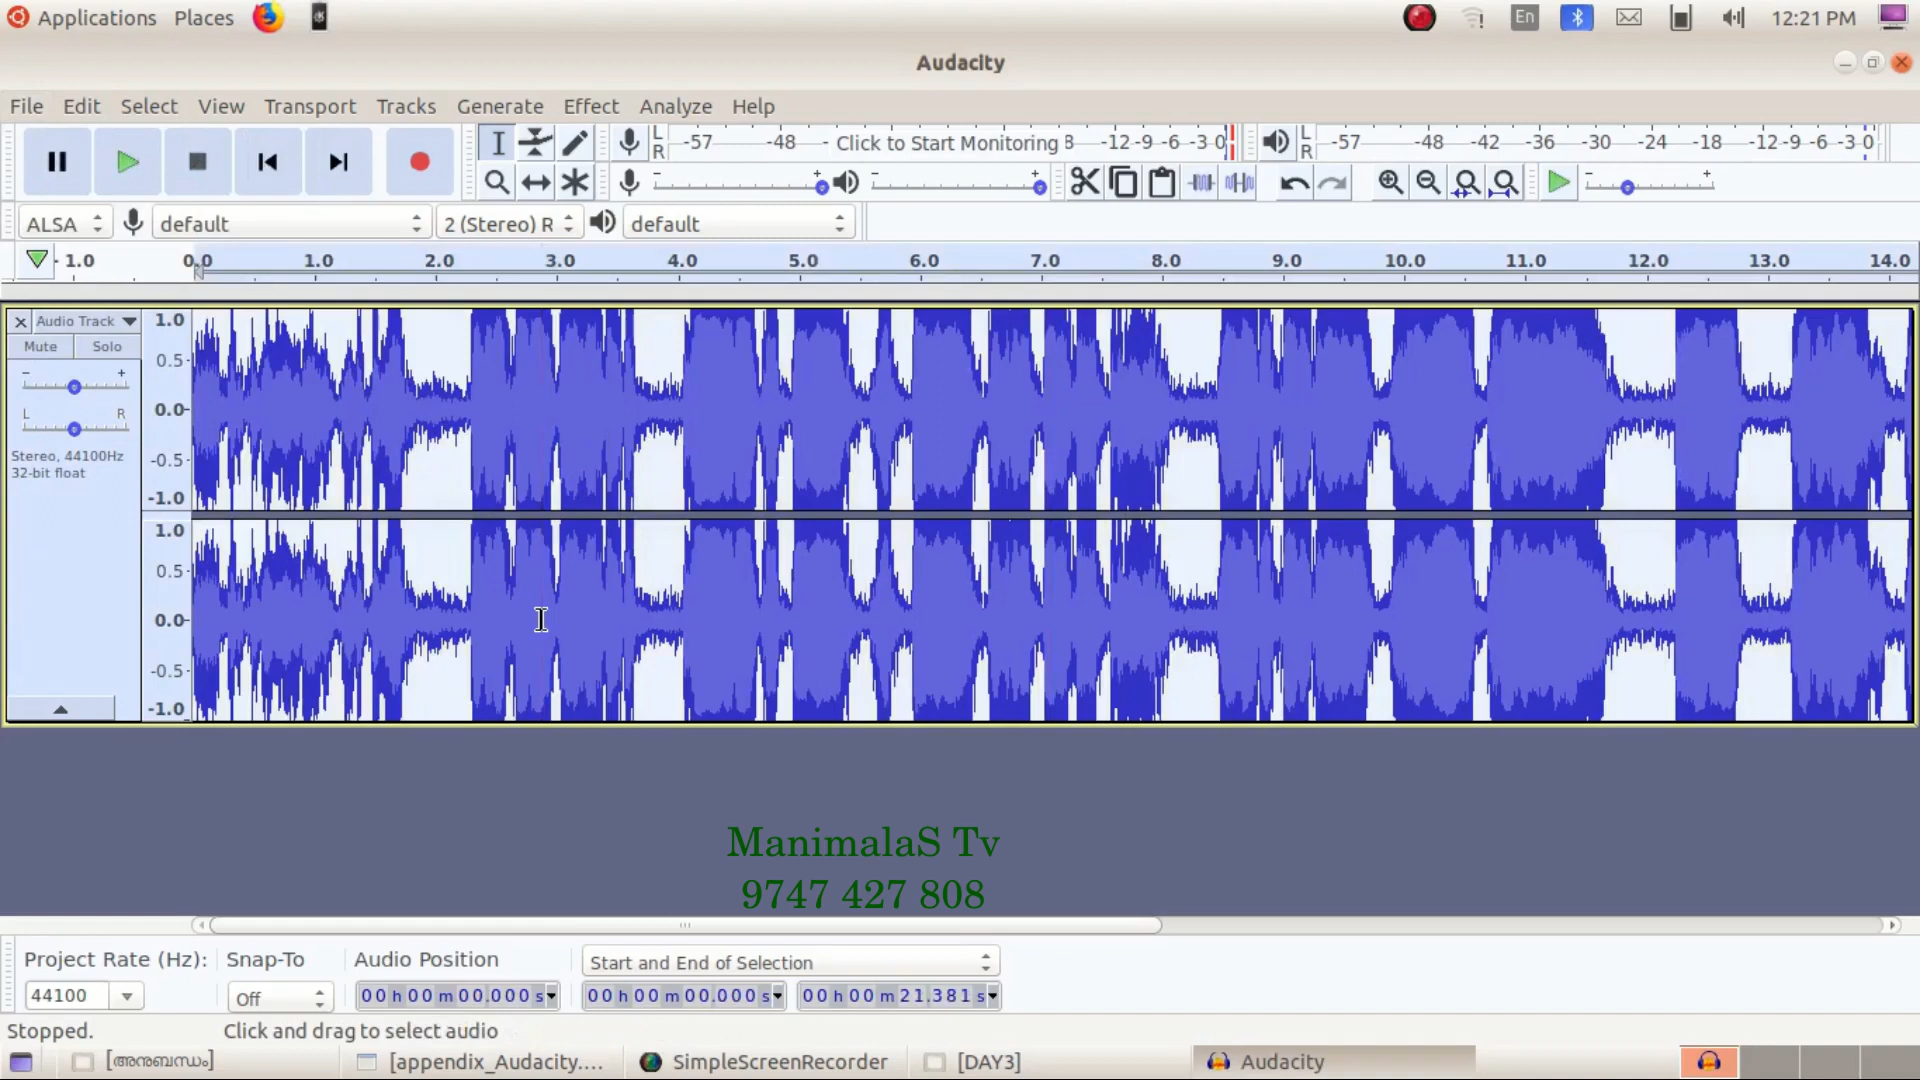 Applications Places En 12:21 PM
Audacity
File Edit Select View Transport Tracks Generate Effect Analyze Help
L R -57 -48 - Click to Start Monitoring 8 -12 -9 -6 -3 0 L R -57 -48 -42 -36 -30 -24 -18 -12 -9 -6 -3 0
ALSA default 2 (Stereo) R default
- 1.0 0.0 1.0 2.0 3.0 4.0 5.0 6.0 7.0 8.0 9.0 10.0 11.0 12.0 13.0 14.0
Audio Track 1.0
Mute Solo 0.5
- + 0.0
L R -0.5
Stereo, 44100Hz
32-bit float
-1.0
1.0
0.5
0.0
-0.5
-1.0
ManimalaS Tv
9747 427 808
Project Rate (Hz): Snap-To Audio Position Start and End of Selection
44100 Off 00 h 00 m 00.000 s 00 h 00 m 00.000 s 00 h 00 m 21.381 s
Stopped. Click and drag to select audio
[അനുബന്ധം] [appendix_Audacity.... SimpleScreenRecorder [DAY3] Audacity